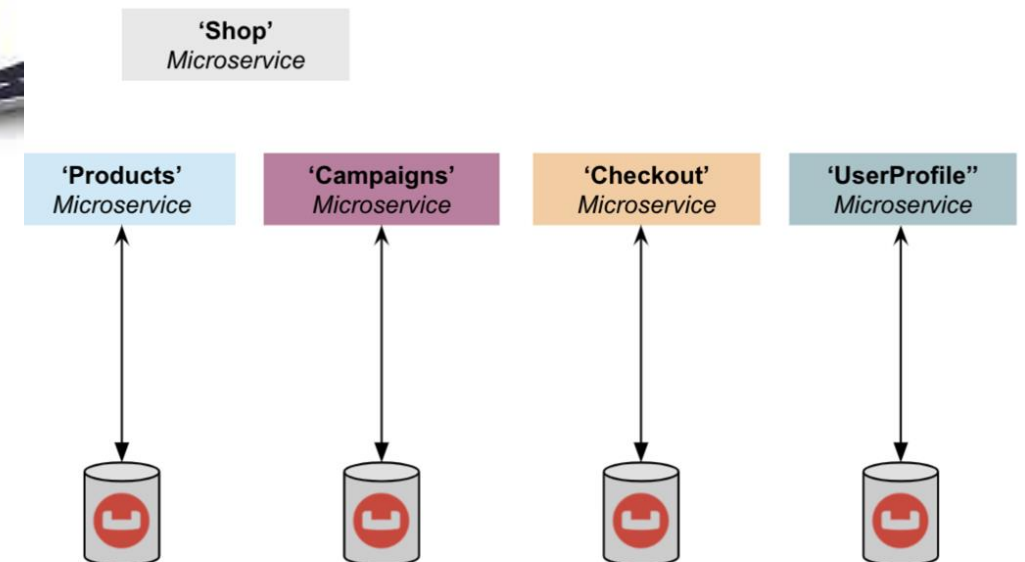 ‘Shop’
Microservice
‘Products’
Microservice
‘Campaigns’
Microservice
‘Checkout’
Microservice
‘UserProfile”
Microservice